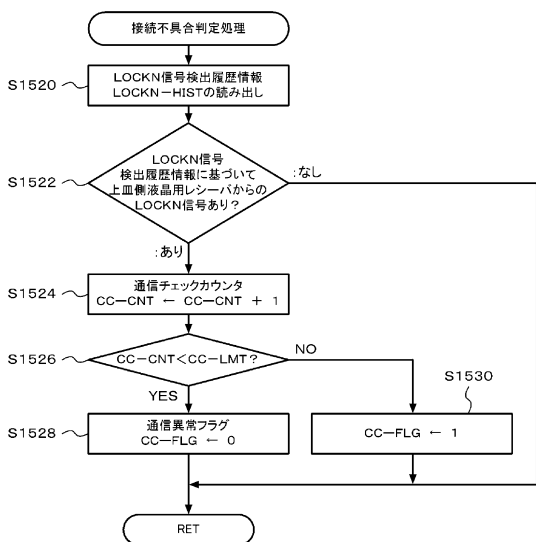 接続不具合判定処理
S1520
LOCKN信号検出履歴情報
LOCKN－HISTの読み出し
S1522
LOCKN信号
検出履歴情報に基づいて
上皿側液晶用レシーバからの
LOCKN信号あり？
:なし
:あり
S1524
通信チェックカウンタ
CC－CNT ← CC－CNT ＋ 1
S1526
CC－CNT＜CC－LMT？
NO
YES
S1530
S1528
通信異常フラグ
CC－FLG ← 0
CC－FLG ← 1
RET